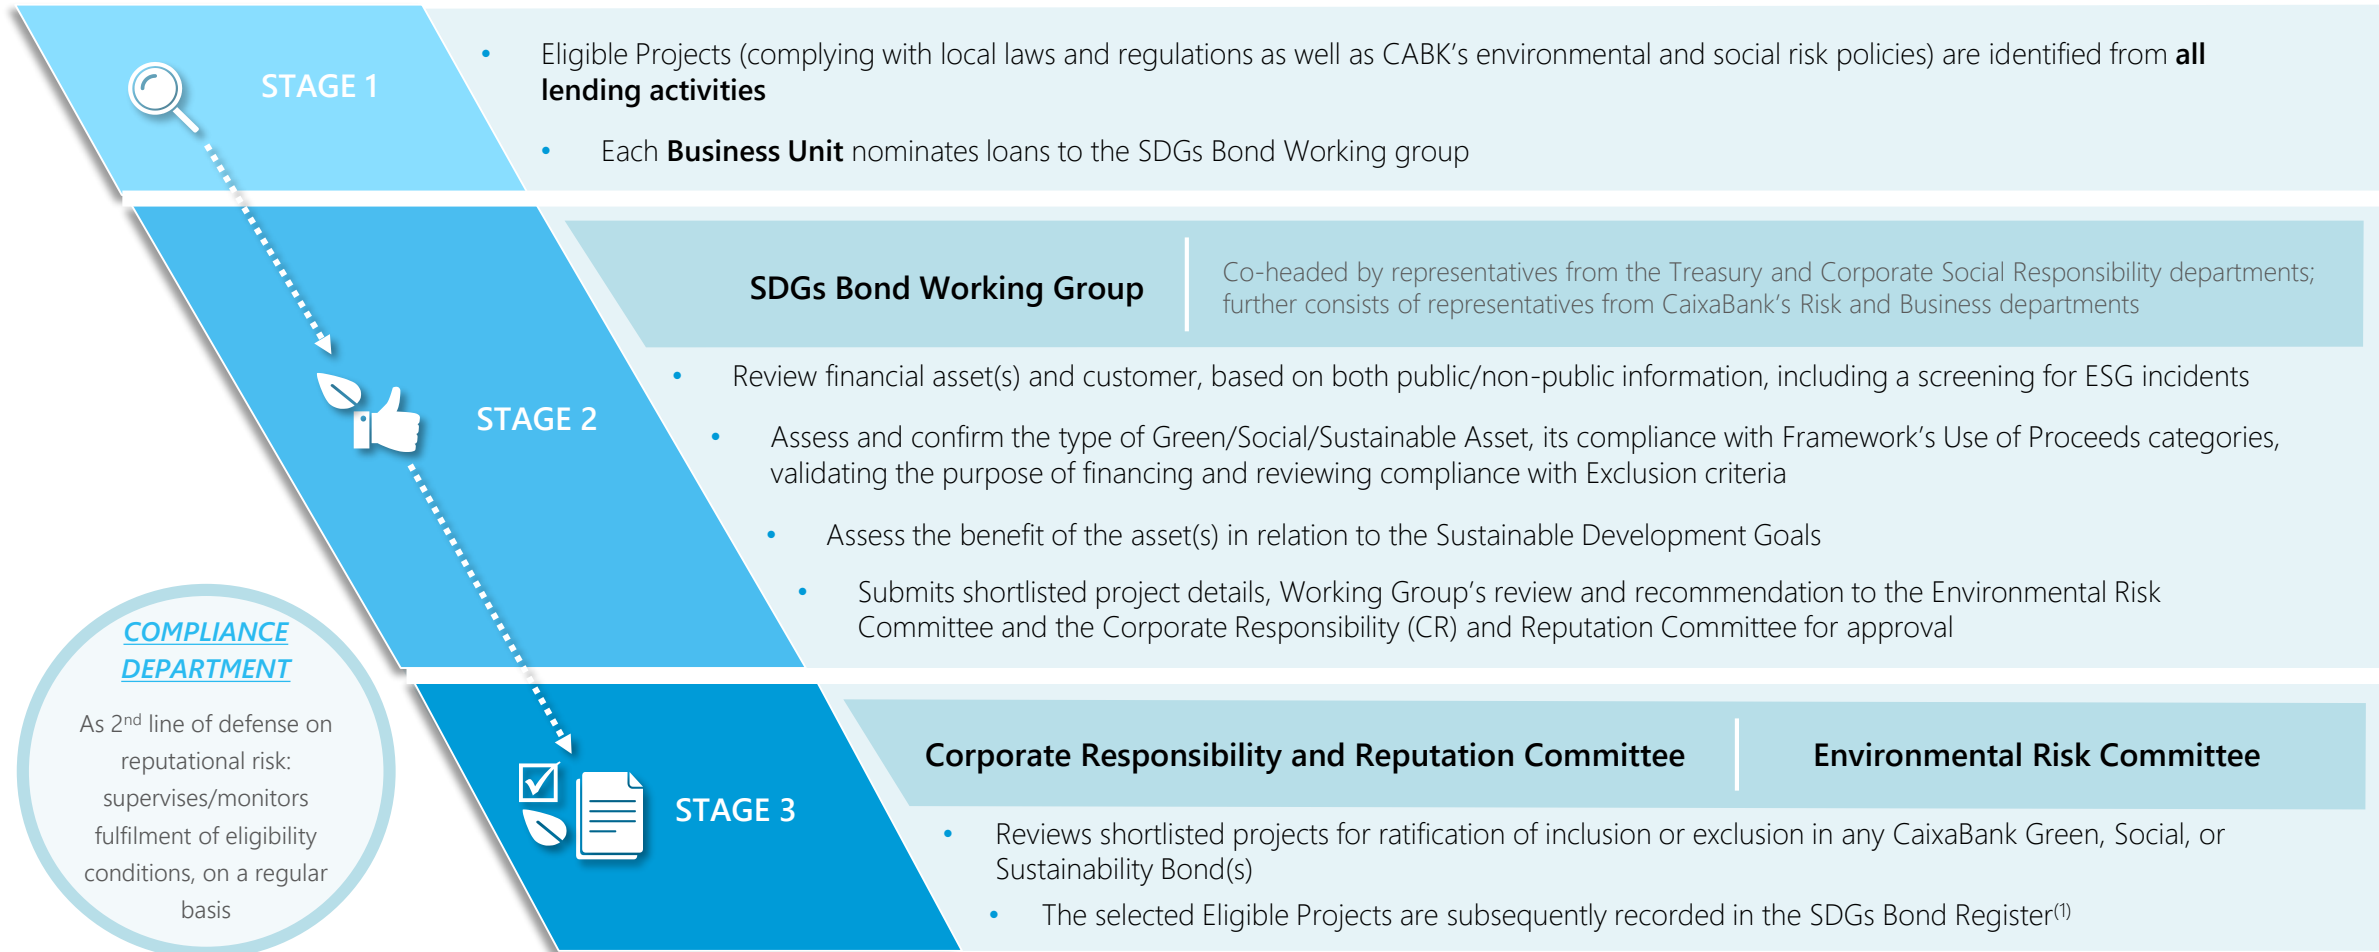 STAGE 1
• Eligible Projects (complying with local laws and regulations as well as CABK's environmental and social risk policies) are identified from all
lending activities
• Each Business Unit nominates loans to the SDGs Bond Working group
STAGE 2
SDGs Bond Working Group
Co-headed by representatives from the Treasury and Corporate Social Responsibility departments;
further consists of representatives from CaixaBank's Risk and Business departments
• Review financial asset(s) and customer, based on both public/non-public information, including a screening for ESG incidents
• Assess and confirm the type of Green/Social/Sustainable Asset, its compliance with Framework's Use of Proceeds categories,
validating the purpose of financing and reviewing compliance with Exclusion criteria
• Assess the benefit of the asset(s) in relation to the Sustainable Development Goals
• Submits shortlisted project details, Working Group's review and recommendation to the Environmental Risk
Committee and the Corporate Responsibility (CR) and Reputation Committee for approval
COMPLIANCE
DEPARTMENT
As 2nd line of defense on
reputational risk:
supervises/monitors
fulfilment of eligibility
conditions, on a regular
basis
STAGE 3
Corporate Responsibility and Reputation Committee
Environmental Risk Committee
• Reviews shortlisted projects for ratification of inclusion or exclusion in any CaixaBank Green, Social, or
Sustainability Bond(s)
• The selected Eligible Projects are subsequently recorded in the SDGs Bond Register(1)